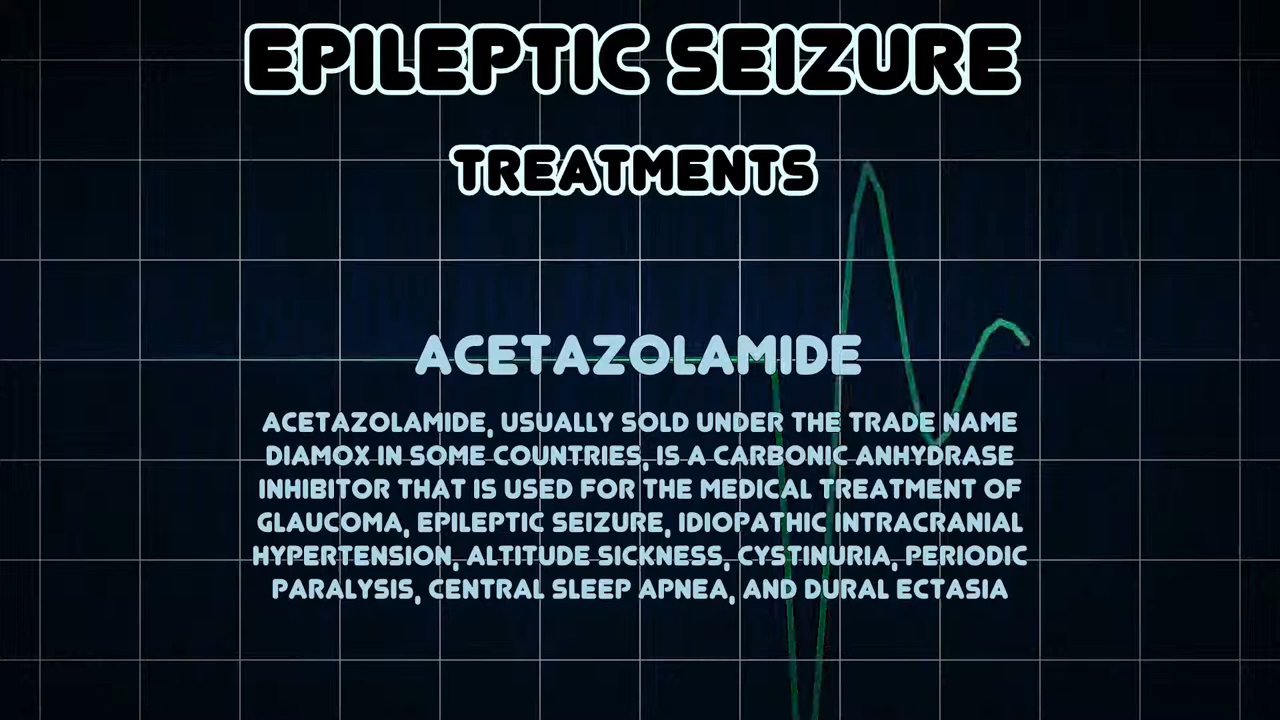 EPILEPTIC SEIZURE
TREATMENTS
ACETAZOLAMIDE
ACETAZOLAMIDE, USUALLY SOLD UNDER THE TRADE NAME
DIAMOX IN SOME COUNTRIES, IS A CARBONIC ANHYDRASE
INHIBITOR THAT IS USED FOR THE MEDICAL TREATMENT OF
GLAUCOMA, EPILEPTIC SEIZURE, IDIOPATHIC INTRACRANIAL
HYPERTENSION, ALTITUDE SICKNESS, CYSTINURIA, PERIODIC
PARALYSIS, CENTRAL SLEEP APNEA, AND DURAL ECTASIA